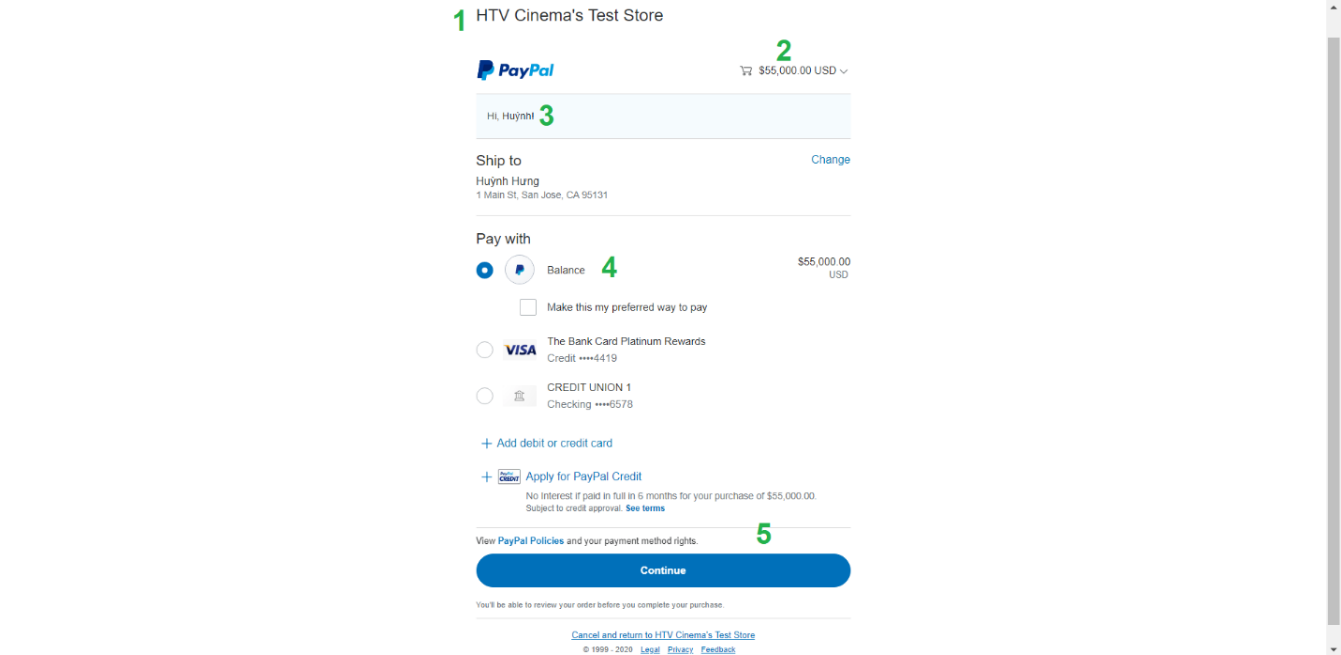 1 HTV Cinema's Test Store
2
PayPal $55,000.00 USD
Hi, Huỳnh! 3
Ship to Change
Huỳnh Hưng
1 Main St, San Jose, CA 95131
Pay with
Balance 4 $55,000.00
USD
Make this my preferred way to pay
VISA The Bank Card Platinum Rewards
Credit ••••4419
CREDIT UNION 1
Checking ••••6578
+ Add debit or credit card
+ PayPal CREDIT Apply for PayPal Credit
No Interest if paid in full in 6 months for your purchase of $55,000.00.
Subject to credit approval. See terms
5
View PayPal Policies and your payment method rights.
Continue
You'll be able to review your order before you complete your purchase.
Cancel and return to HTV Cinema's Test Store
© 1999 - 2020 Legal Privacy Feedback